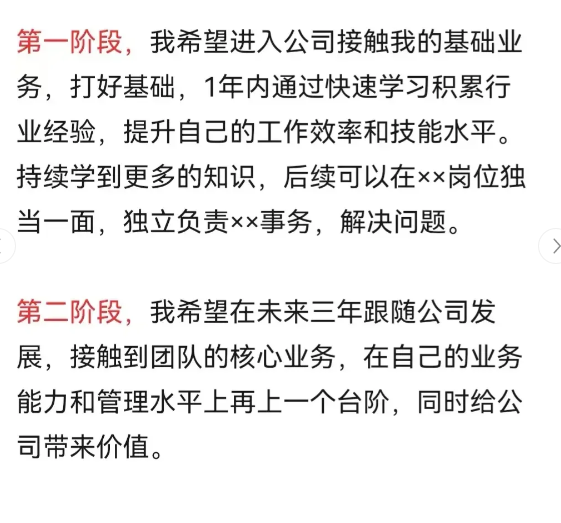 第一阶段，我希望进入公司接触我的基础业
务，打好基础，1年内通过快速学习积累行
业经验，提升自己的工作效率和技能水平。
持续学到更多的知识，后续可以在××岗位独
当一面，独立负责××事务，解决问题。
第二阶段，我希望在未来三年跟随公司发
展，接触到团队的核心业务，在自己的业务
能力和管理水平上再上一个台阶，同时给公
司带来价值。